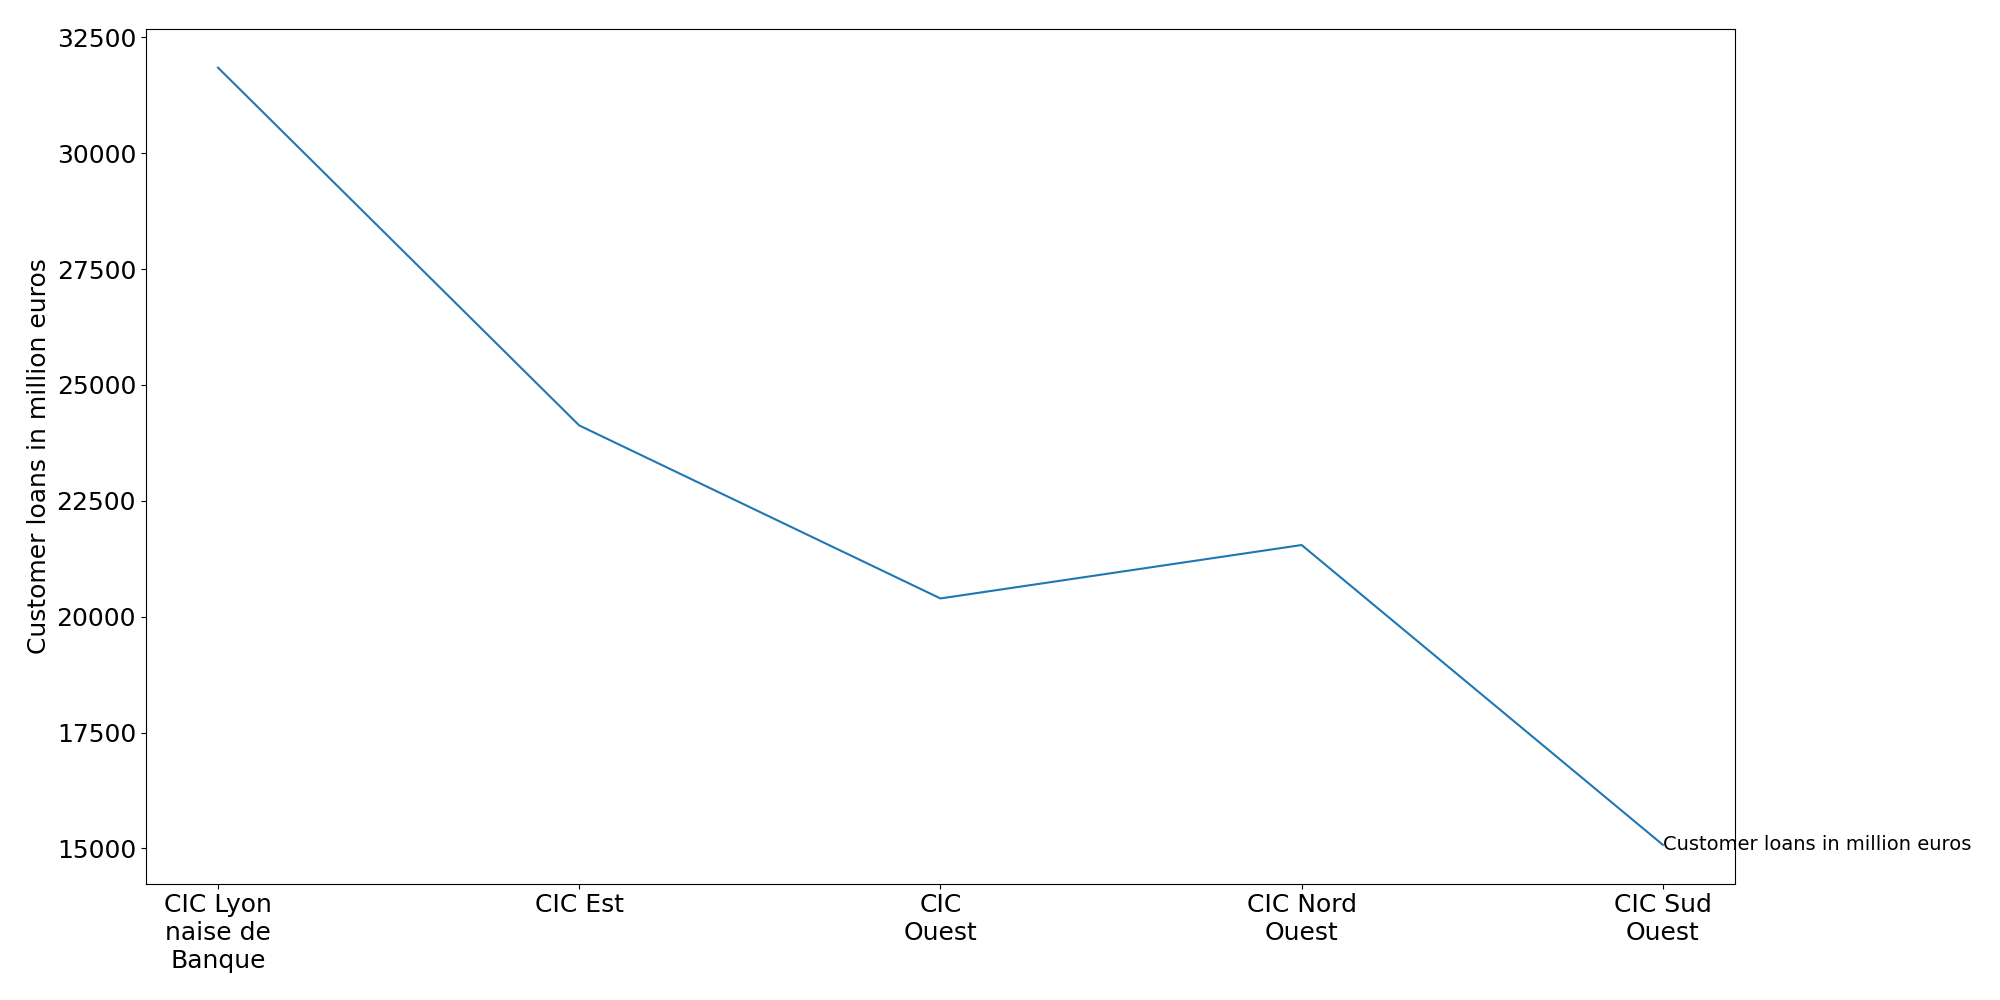 32500
30000
27500
25000
22500
20000
17500
15000
Customer loans in million euros
Customer loans in million euros
CIC Lyon
naise de
Banque
CIC Est
CIC
Ouest
CIC Nord
Ouest
CIC Sud
Ouest